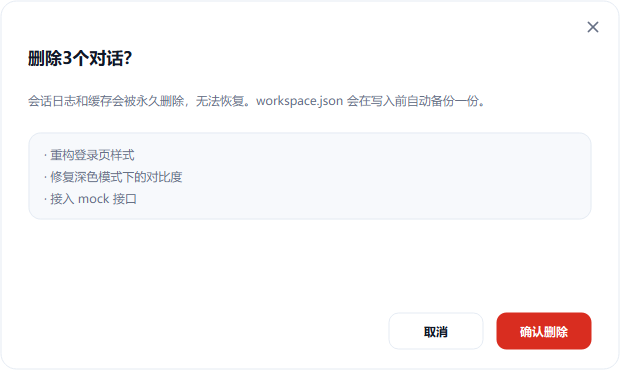 删除3个对话？
会话日志和缓存会被永久删除，无法恢复。workspace.json 会在写入前自动备份一份。
· 重构登录页样式
· 修复深色模式下的对比度
· 接入 mock 接口
取消
确认删除